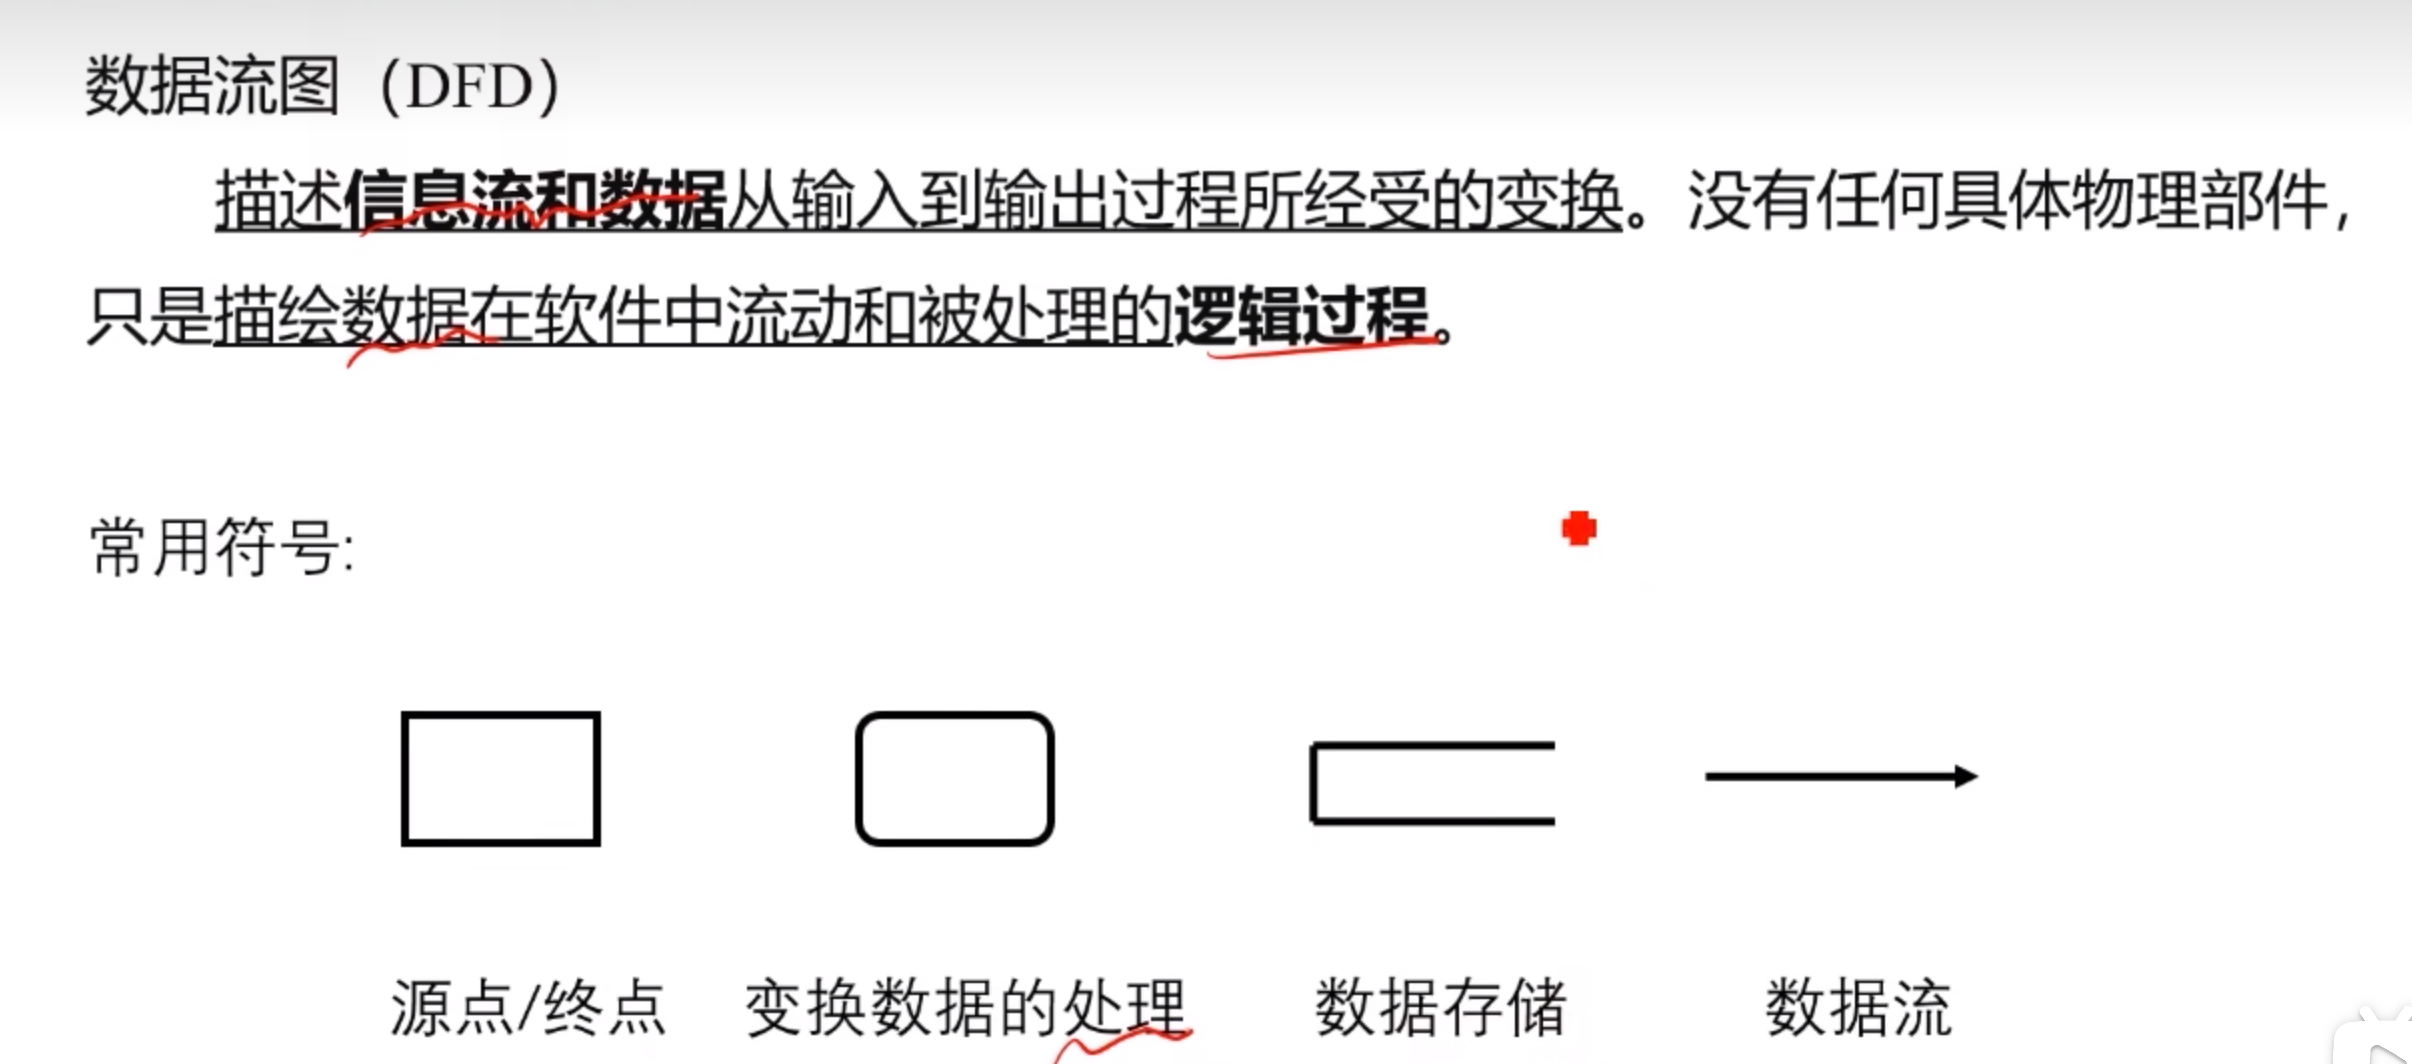 数据流图（DFD）
描述信息流和数据从输入到输出过程所经受的变换。没有任何具体物理部件，
只是描绘数据在软件中流动和被处理的逻辑过程。
常用符号:
源点/终点 变换数据的处理 数据存储 数据流